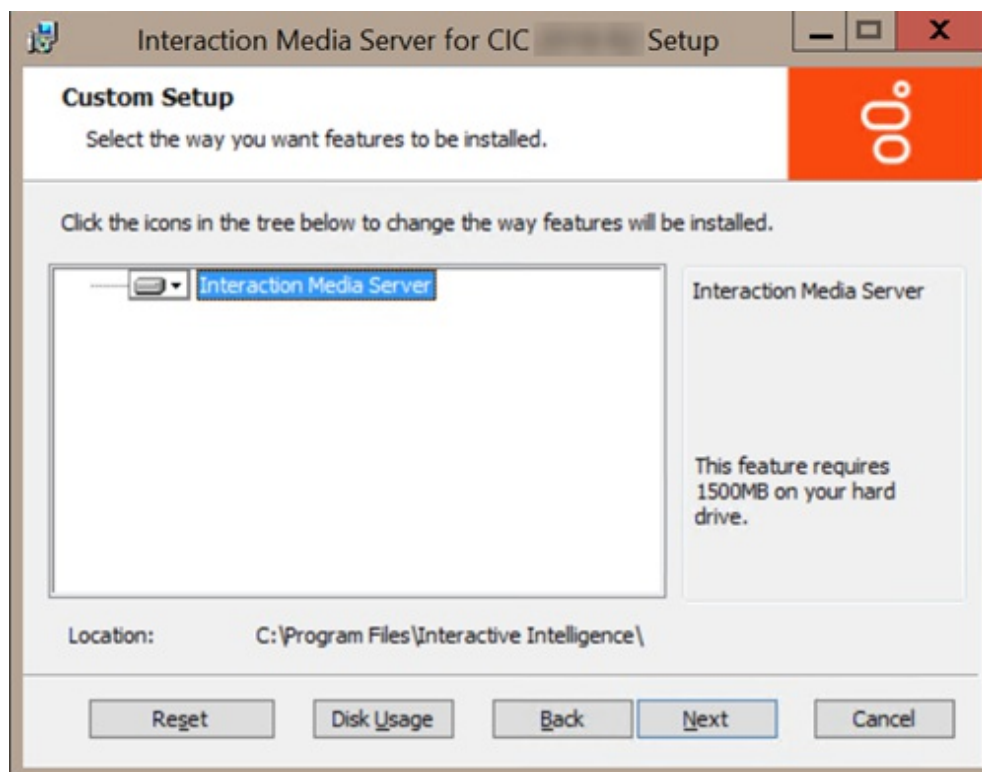 Interaction Media Server for CIC Setup
Custom Setup
Select the way you want features to be installed.
Click the icons in the tree below to change the way features will be installed.
Interaction Media Server
Interaction Media Server
This feature requires
1500MB on your hard
drive.
Location: C:\Program Files\Interactive Intelligence\
Reset Disk Usage Back Next Cancel